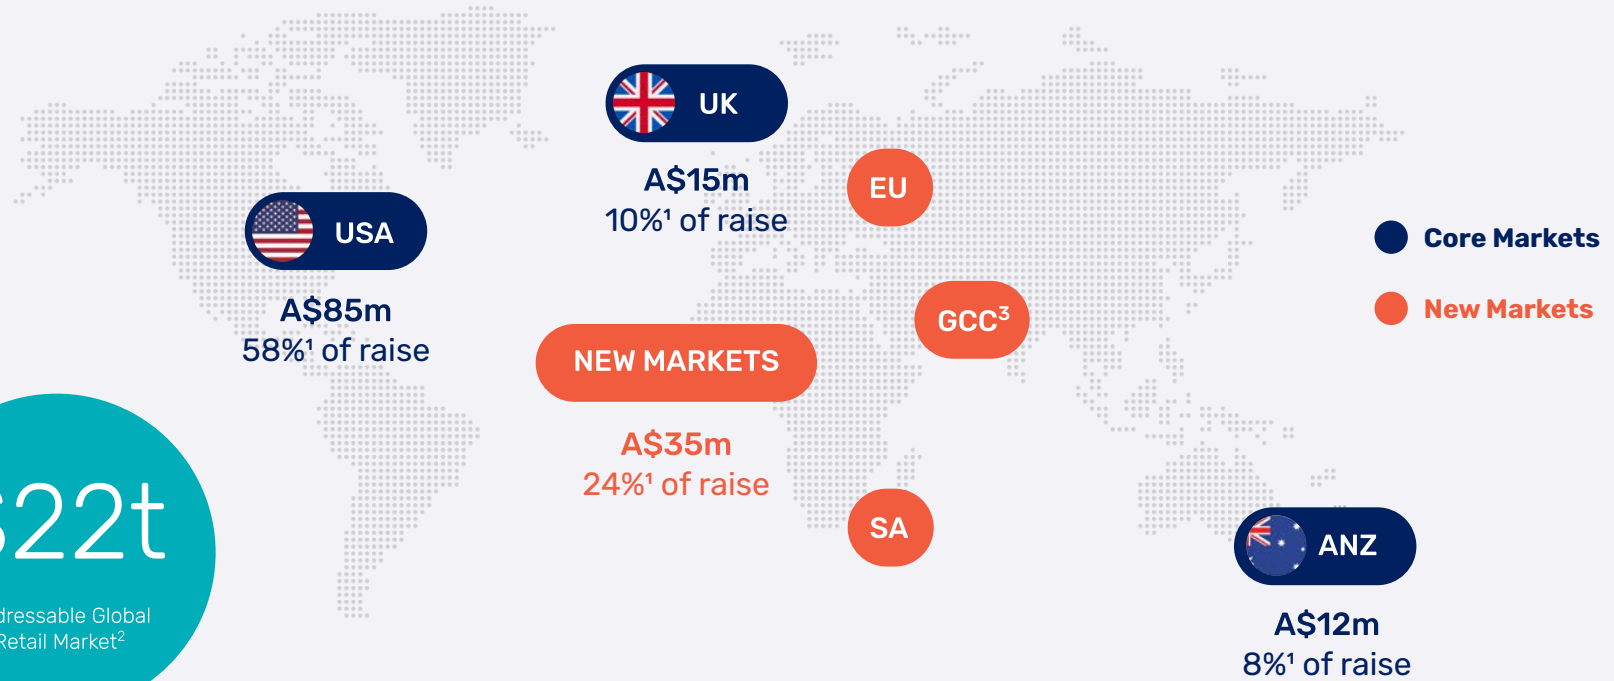 UK
A$15m
10%¹ of raise
EU
USA
A$85m
58%¹ of raise
Core Markets
New Markets
GCC³
NEW MARKETS
A$35m
24%¹ of raise
SA
22t
Global
Retail Market²
ANZ
A$12m
8%¹ of raise